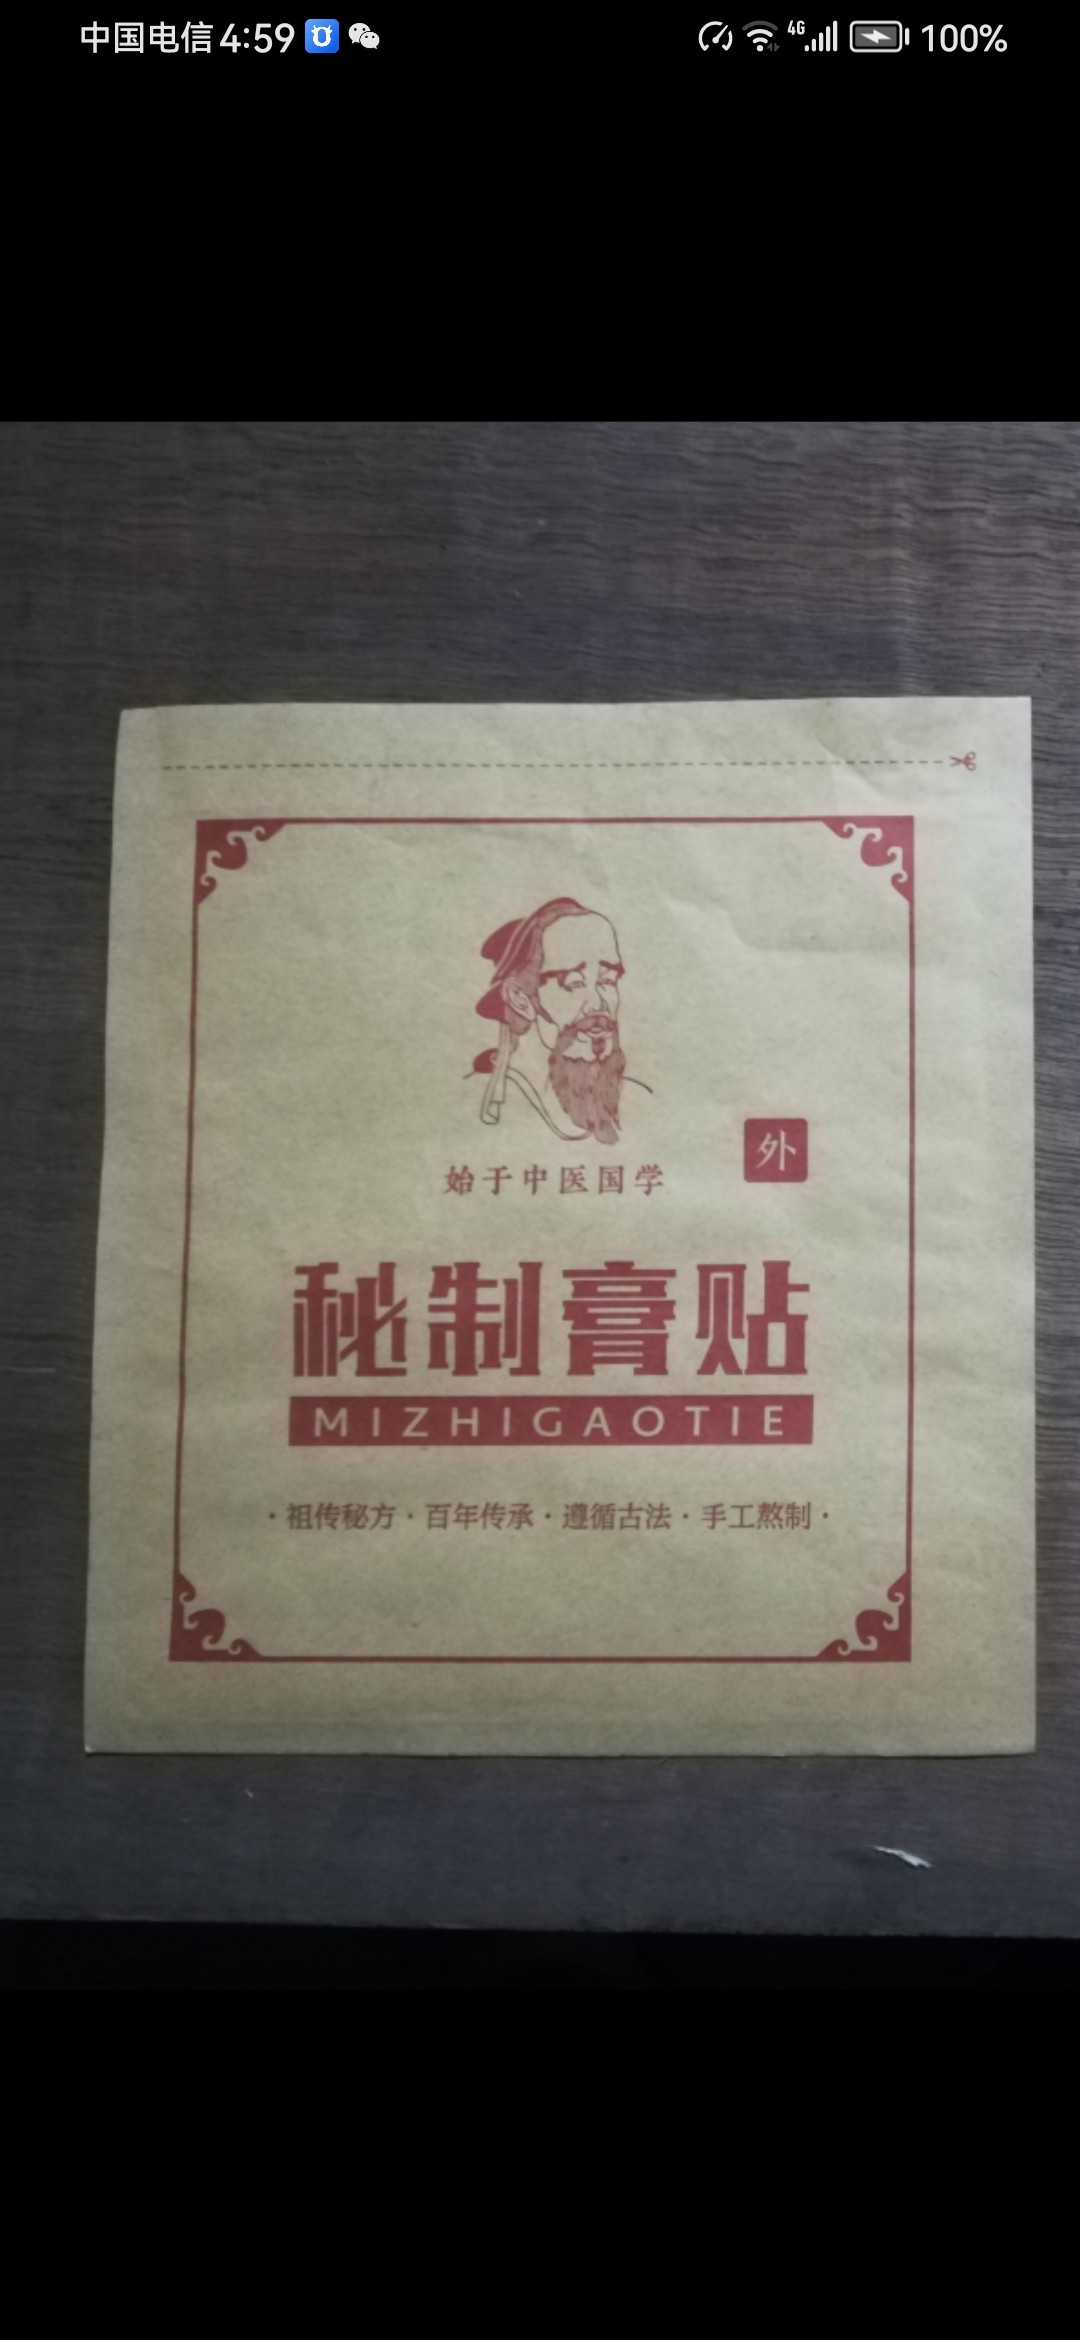 中国电信 4:59 4G 100%
始于中医国学
外
秘制膏贴
MIZHIGAOTIE
·祖传秘方·百年传承·遵循古法·手工熬制·